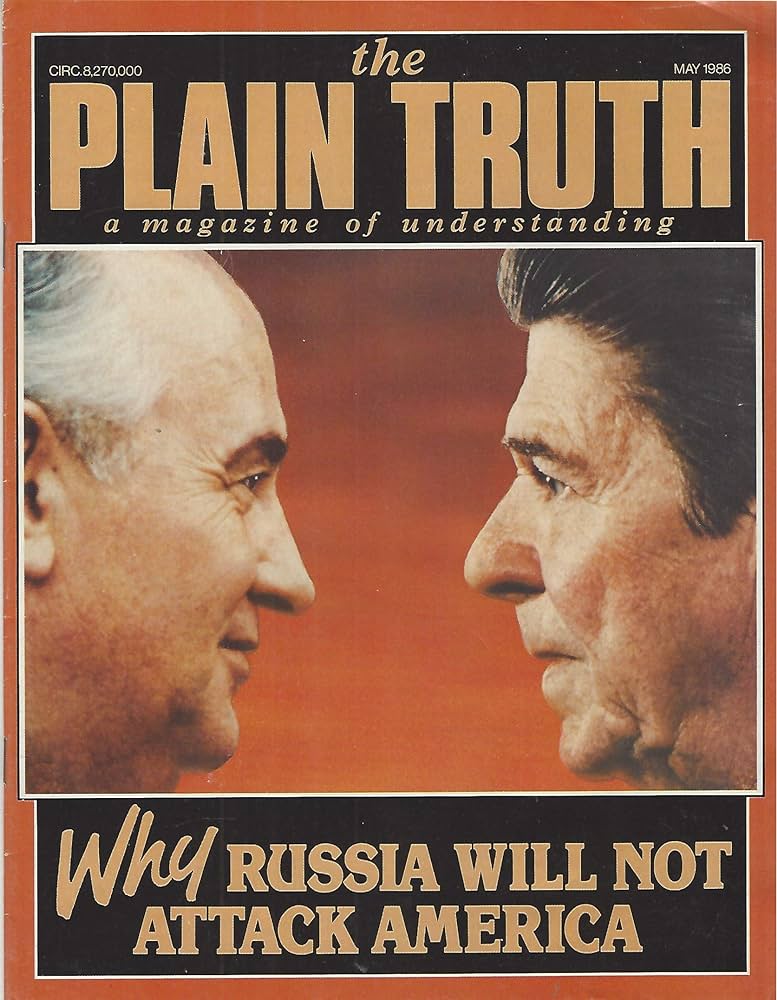 CIRC. 8,270,000
the
MAY 1986
PLAIN TRUTH
a magazine of understanding
Why RUSSIA WILL NOT
ATTACK AMERICA